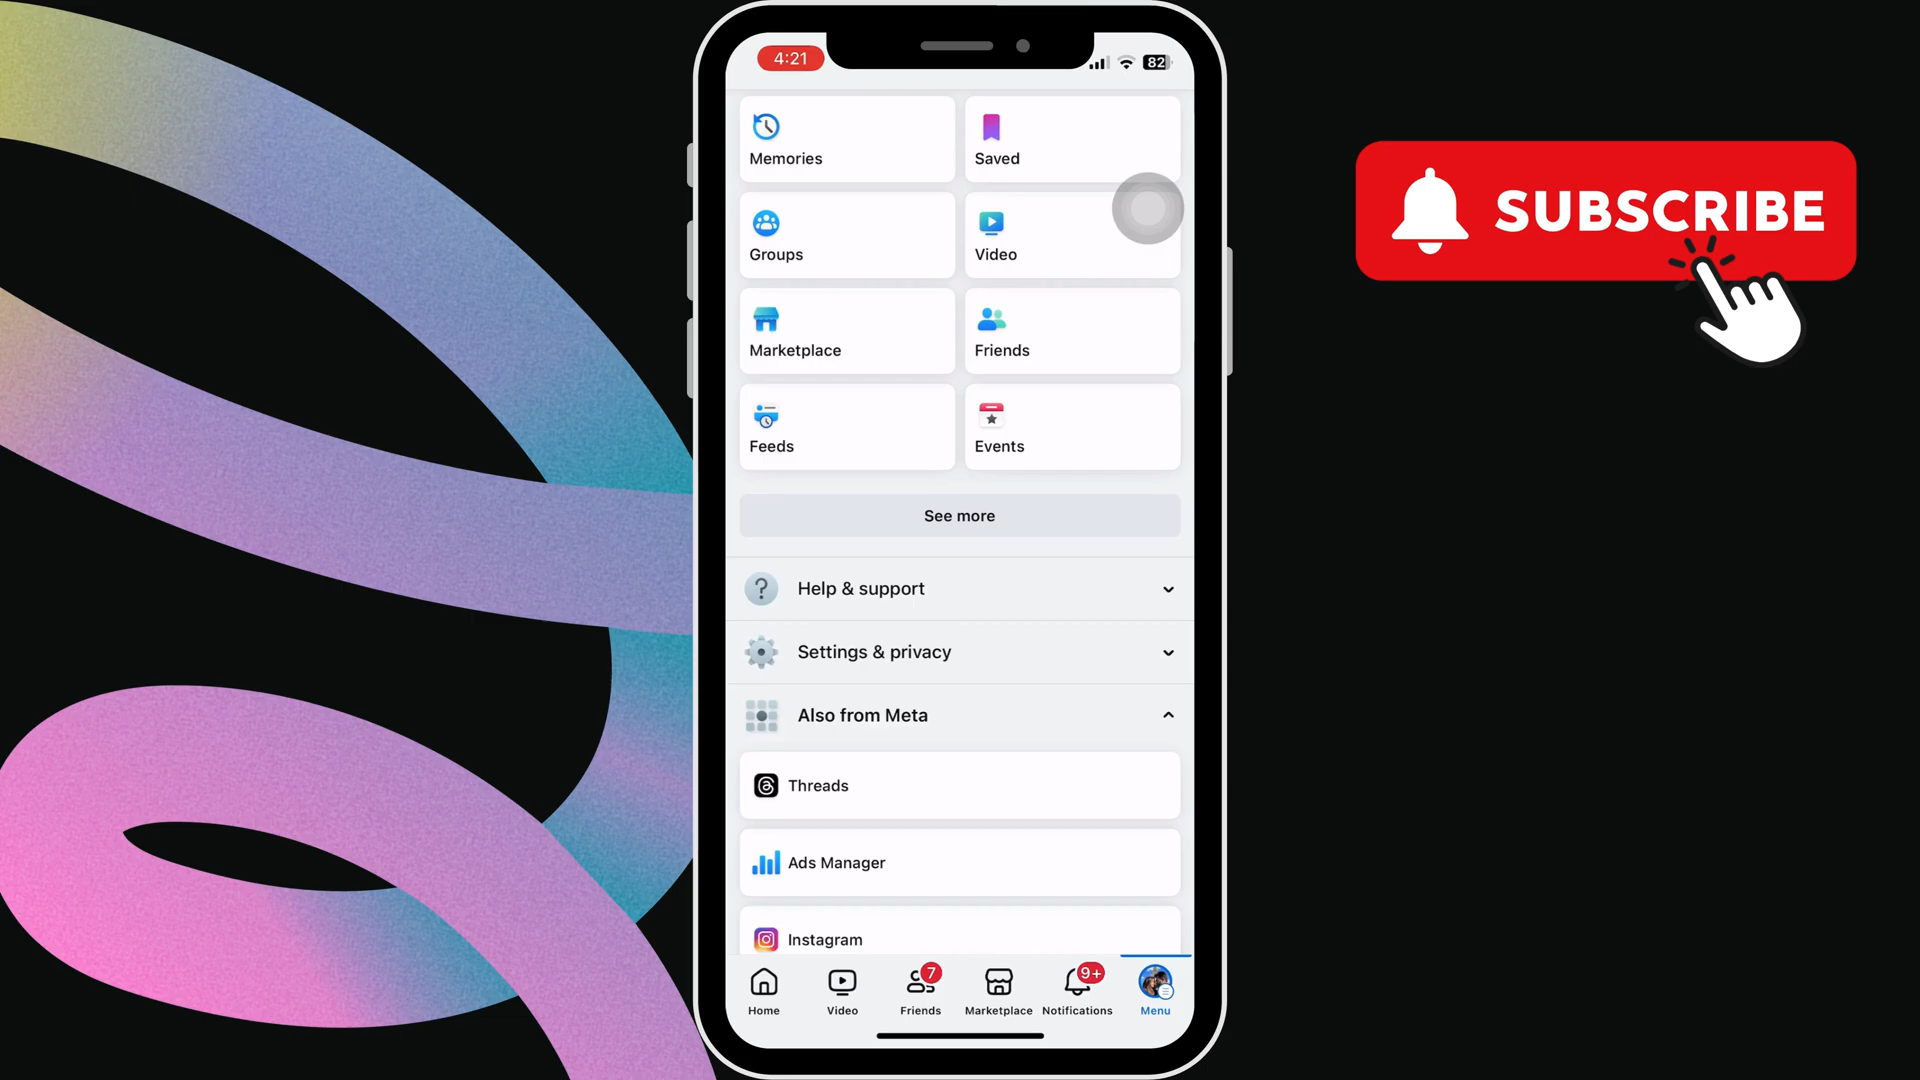 4:21
82
Memories
Saved
Groups
Video
Marketplace
Friends
Feeds
Events
See more
Help & support
Settings & privacy
Also from Meta
Threads
Ads Manager
Instagram
7
9+
Home
Video
Friends
Marketplace
Notifications
Menu
SUBSCRIBE